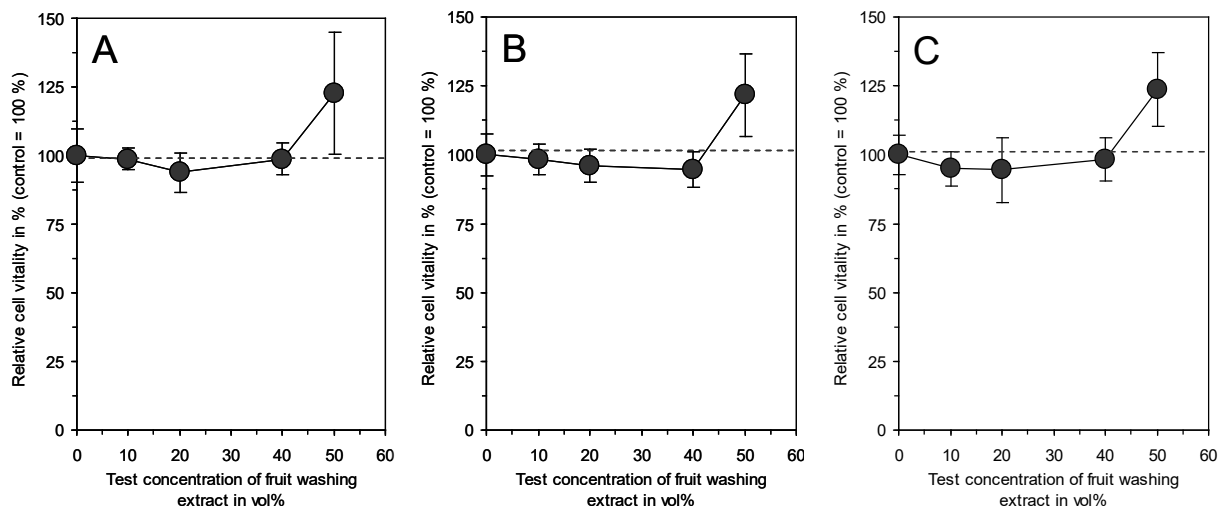 A
Relative cell vitality in % (control = 100 %)
150
125
100
75
50
25
0
0 10 20 30 40 50 60
Test concentration of fruit washing
extract in vol%
B
Relative cell vitality in % (control = 100 %)
150
125
100
75
50
25
0
0 10 20 30 40 50 60
Test concentration of fruit washing
extract in vol%
C
Relative cell vitality in % (control = 100 %)
150
125
100
75
50
25
0
0 10 20 30 40 50 60
Test concentration of fruit washing
extract in vol%